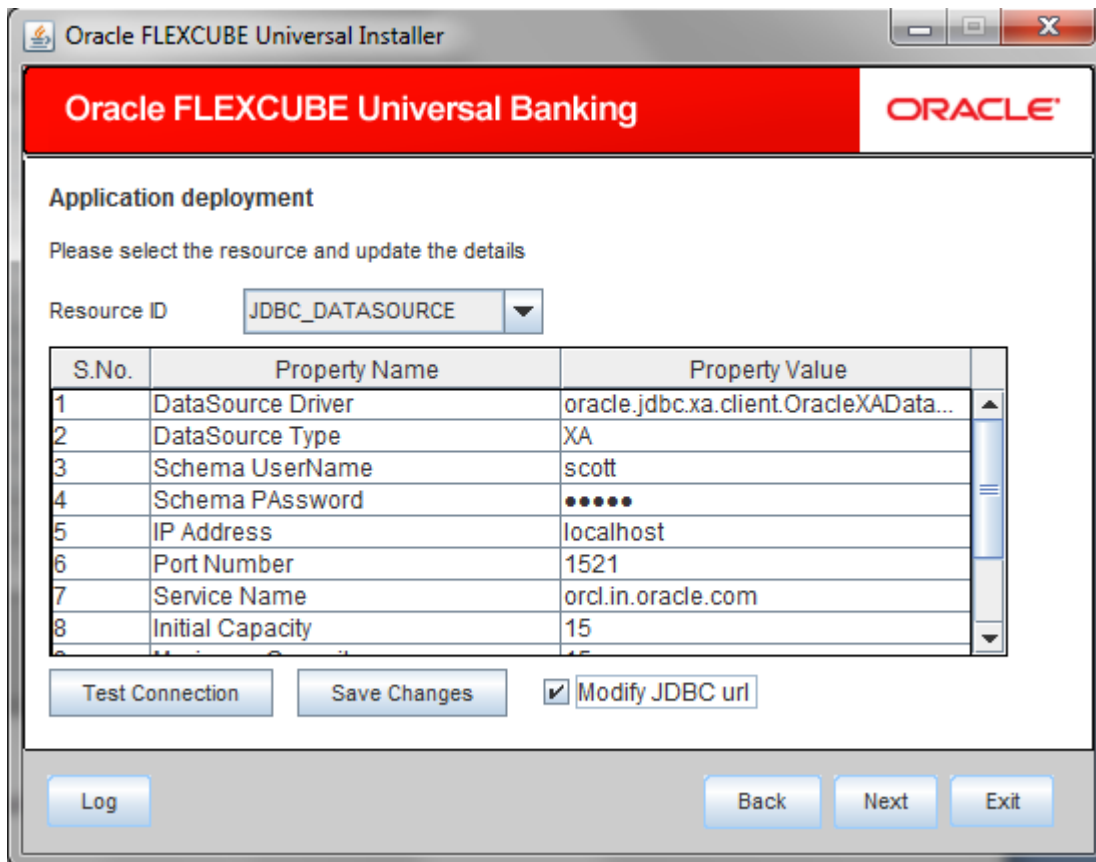 Oracle FLEXCUBE Universal Installer
Oracle FLEXCUBE Universal Banking ORACLE
Application deployment
Please select the resource and update the details
Resource ID JDBC_DATASOURCE
S.No. Property Name Property Value
1 DataSource Driver oracle.jdbc.xa.client.OracleXAData...
2 DataSource Type XA
3 Schema UserName scott
4 Schema PAssword •••••
5 IP Address localhost
6 Port Number 1521
7 Service Name orcl.in.oracle.com
8 Initial Capacity 15
Test Connection Save Changes Modify JDBC url
Log Back Next Exit